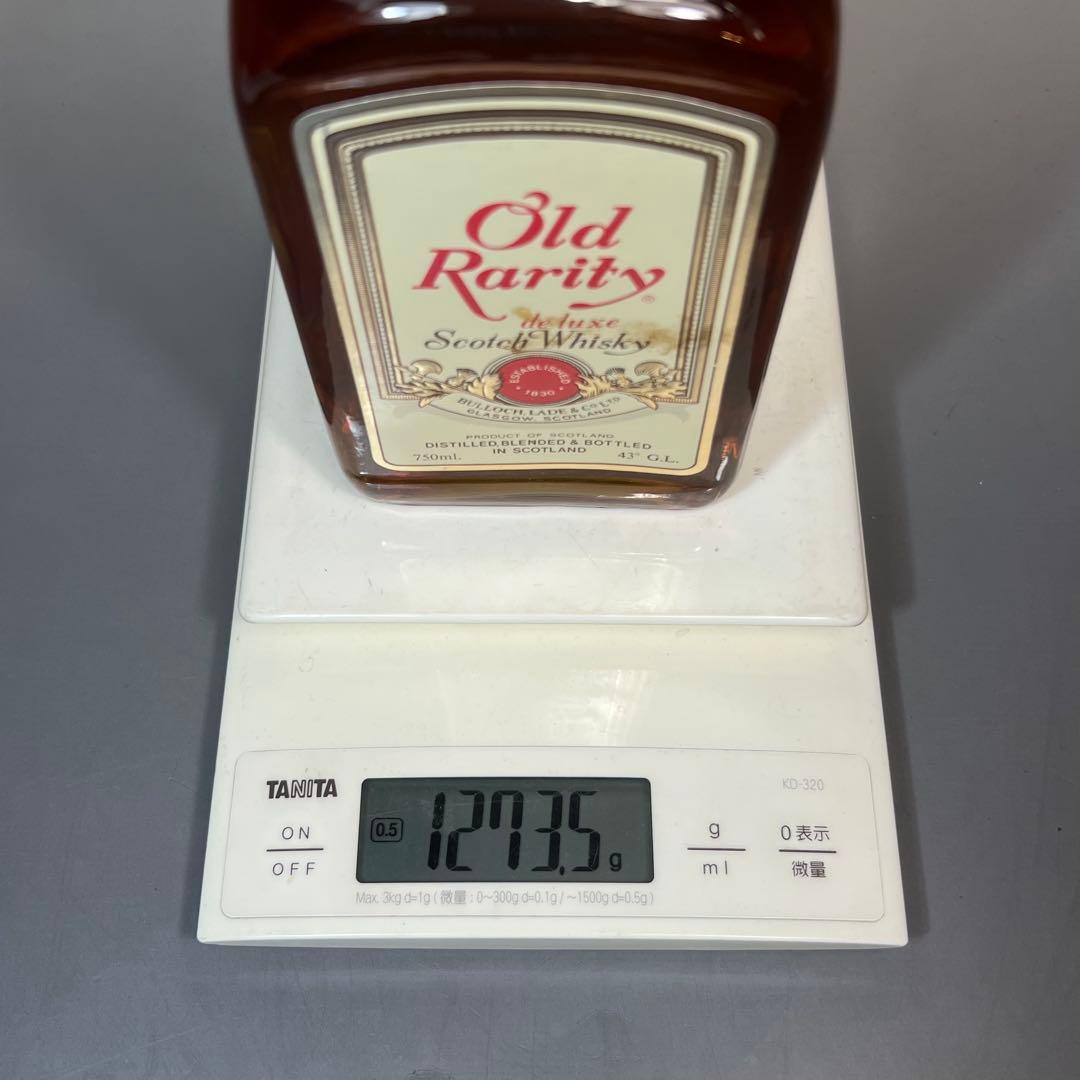 Old
Rarity®
de luxe
Scotch Whisky
ESTABLISHED
1830
BULLOCH, LADE & CO LTD
GLASGOW, SCOTLAND
PRODUCT OF SCOTLAND
DISTILLED, BLENDED & BOTTLED
IN SCOTLAND
750ml. 43° G.L.
TANITA
KD-320
ON
OFF
0.5 1273.5 g
g
ml
0表示
微量
Max. 3kg d=1g ( 微量 : 0~300g d=0.1g / ~1500g d=0.5g )